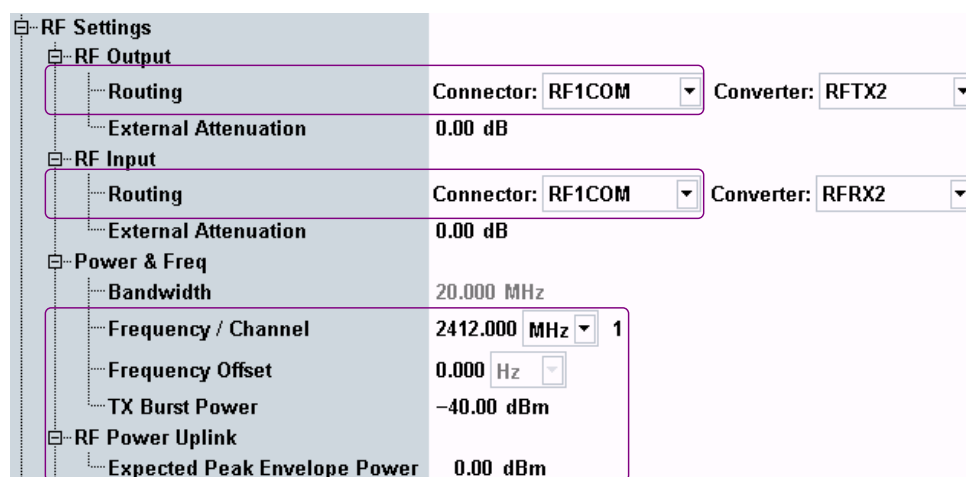 RF Settings
RF Output
Routing Connector: RF1COM Converter: RFTX2
External Attenuation 0.00 dB
RF Input
Routing Connector: RF1COM Converter: RFRX2
External Attenuation 0.00 dB
Power & Freq
Bandwidth 20.000 MHz
Frequency / Channel 2412.000 MHz 1
Frequency Offset 0.000 Hz
TX Burst Power −40.00 dBm
RF Power Uplink
Expected Peak Envelope Power 0.00 dBm